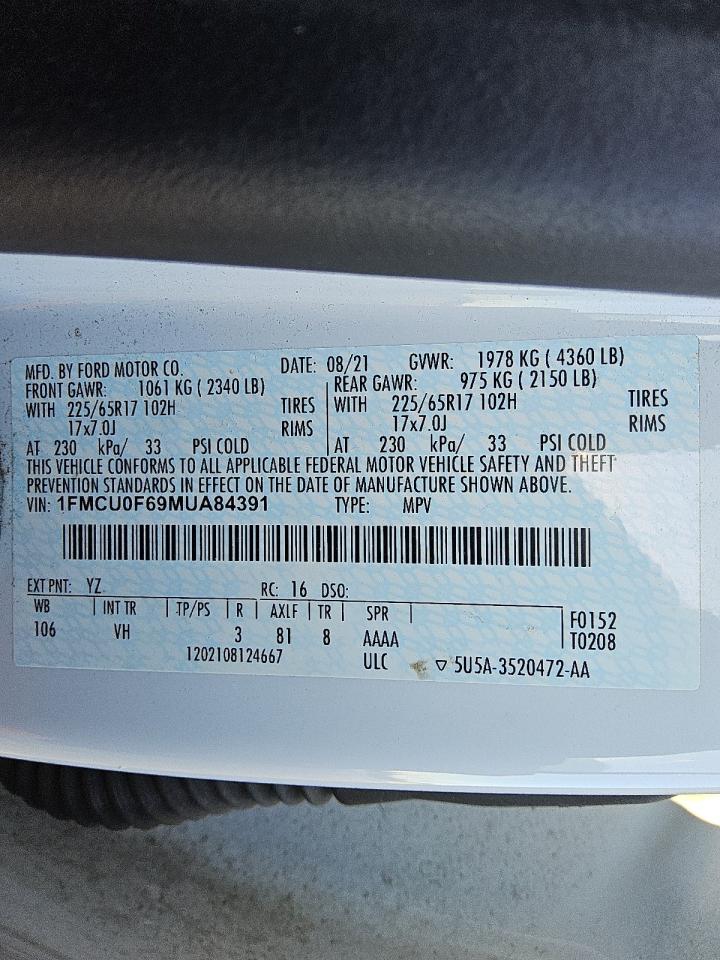 MFD. BY FORD MOTOR CO. DATE: 08/21 GVWR: 1978 KG ( 4360 LB)
FRONT GAWR: 1061 KG ( 2340 LB) REAR GAWR: 975 KG ( 2150 LB)
WITH 225/65R17 102H TIRES WITH 225/65R17 102H TIRES
17x7.0J RIMS 17x7.0J RIMS
AT 230 kPa/ 33 PSI COLD AT 230 kPa/ 33 PSI COLD
THIS VEHICLE CONFORMS TO ALL APPLICABLE FEDERAL MOTOR VEHICLE SAFETY AND THEFT
PREVENTION STANDARDS IN EFFECT ON THE DATE OF MANUFACTURE SHOWN ABOVE.
VIN: 1FMCU0F69MUA84391 TYPE: MPV
EXT PNT: YZ RC: 16 DSO:
WB INT TR TP/PS R AXLE TR SPR F0152
106 VH 3 81 8 AAAA T0208
1202108124667 ULC ▽ 5U5A-3520472-AA